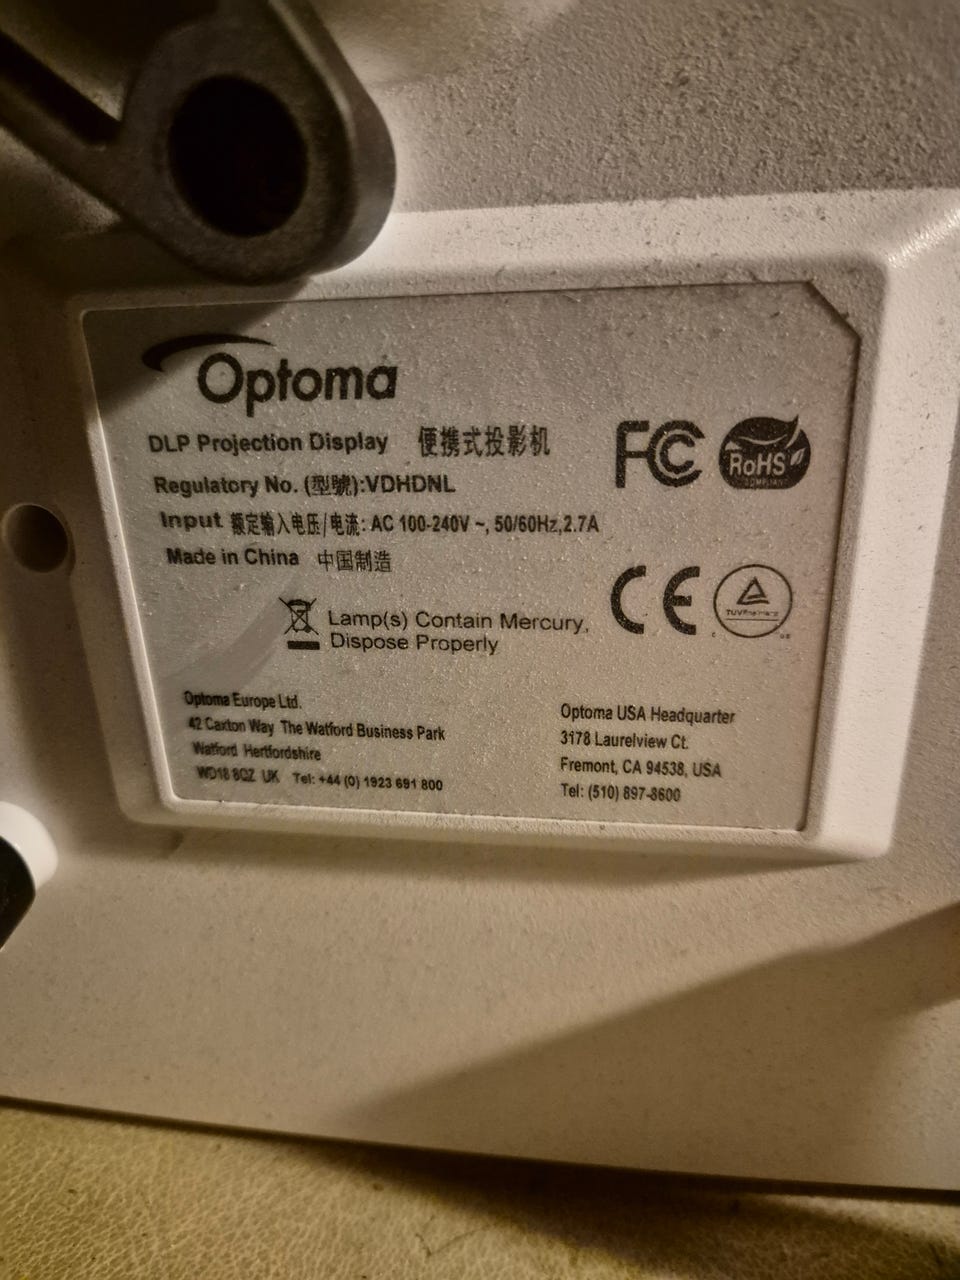 Optoma
DLP Projection Display 便携式投影机
Regulatory No. (型號):VDHDNL
Input 额定输入电压/电流: AC 100-240V ~, 50/60Hz,2.7A
Made in China 中国制造
FC
RoHS
COMPLIANT
Lamp(s) Contain Mercury,
Dispose Properly
CE
TUVRheinland
Optoma Europe Ltd.
42 Caxton Way The Watford Business Park
Watford Hertfordshire
WD18 8QZ UK Tel: +44 (0) 1923 691 800
Optoma USA Headquarter
3178 Laurelview Ct.
Fremont, CA 94538, USA
Tel: (510) 897-8600